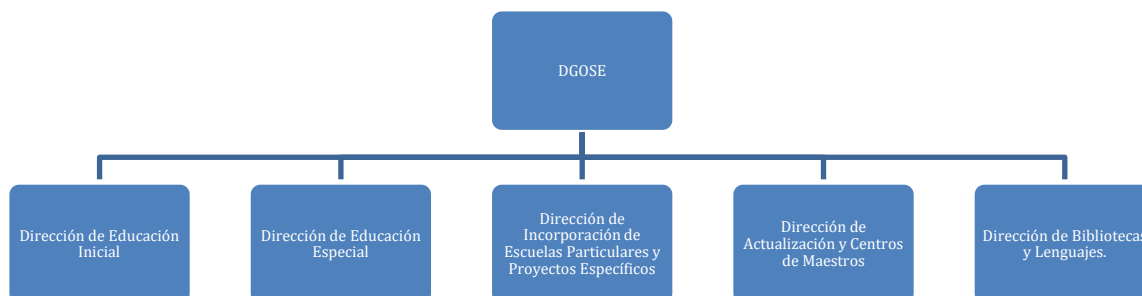 DGOSE
Dirección de Educación
Inicial
Dirección de Educación
Especial
Dirección de
Incorporación de
Escuelas Particulares y
Proyectos Específicos
Dirección de
Actualización y Centros
de Maestros
Dirección de Bibliotecas
y Lenguajes.